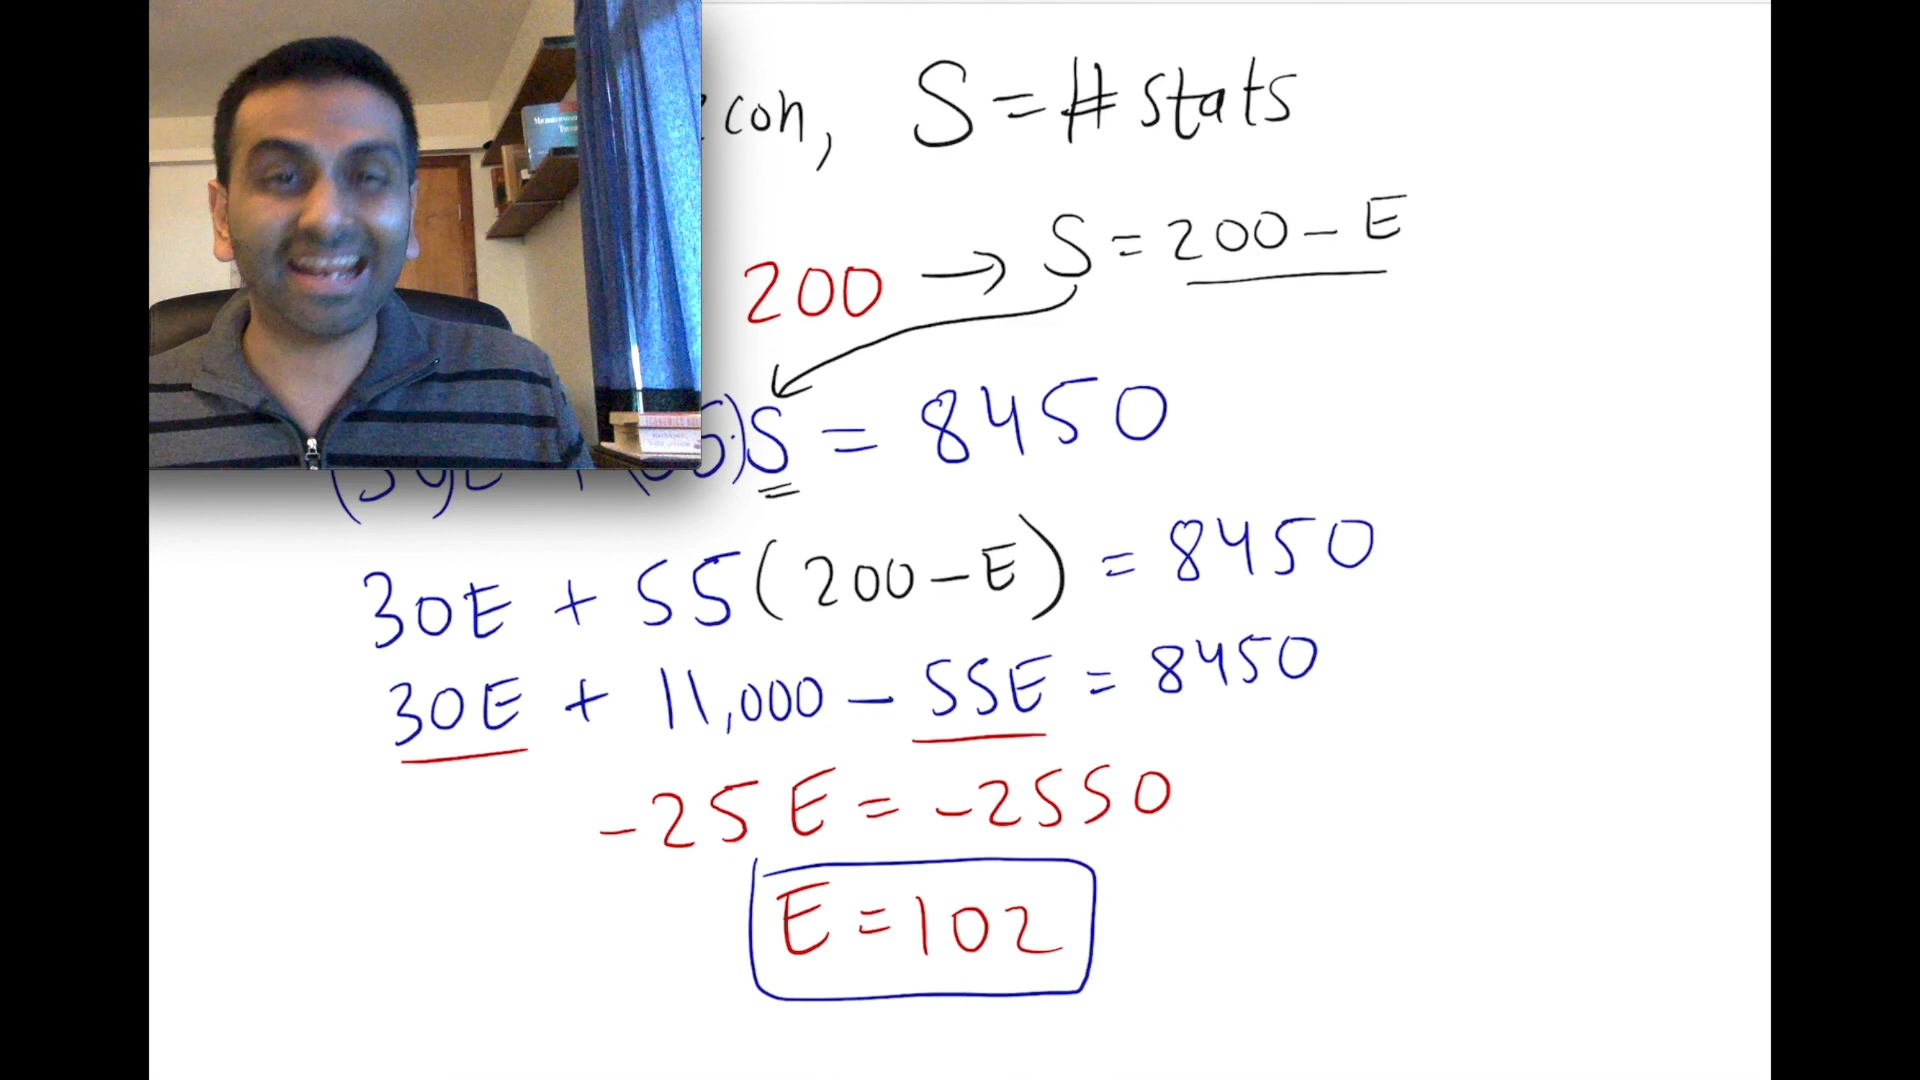 con, S = # stats
200 → S = 200 - E
S = 8450
30E + 55(200 - E) = 8450
30E + 11,000 - 55E = 8450
-25E = -2550
E = 102